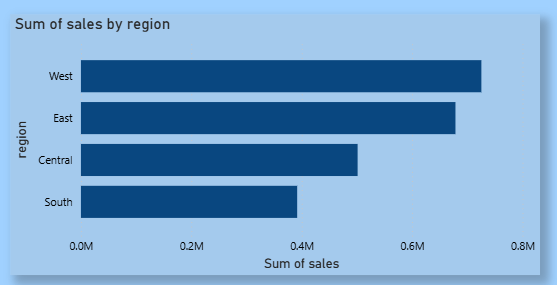 Sum of sales by region
region
West
East
Central
South
0.0M 0.2M 0.4M 0.6M 0.8M
Sum of sales